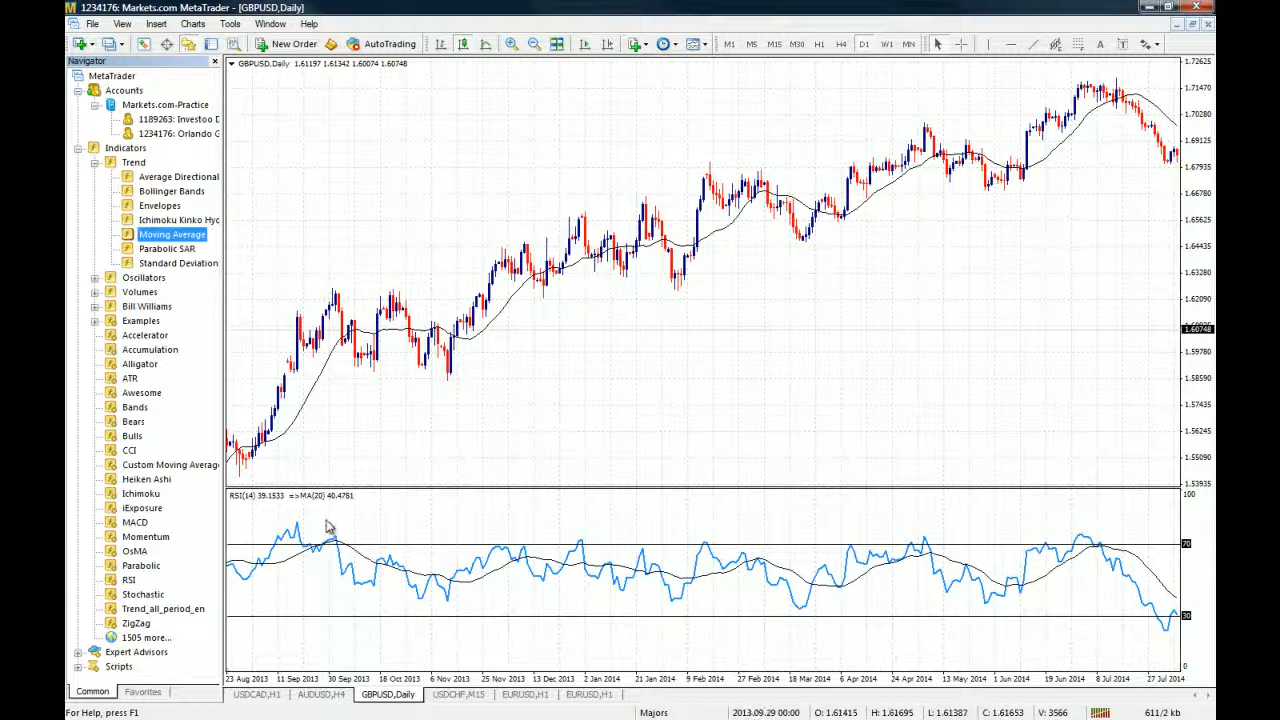 1234176: Markets.com MetaTrader - [GBPUSD,Daily]
File View Insert Charts Tools Window Help
New Order AutoTrading M1 M5 M15 M30 H1 H4 D1 W1 MN A T
Navigator
MetaTrader
Accounts
Markets.com-Practice
1189263: Investoo D
1234176: Orlando G
Indicators
Trend
Average Directional
Bollinger Bands
Envelopes
Ichimoku Kinko Hyo
Moving Average
Parabolic SAR
Standard Deviation
Oscillators
Volumes
Bill Williams
Examples
Accelerator
Accumulation
Alligator
ATR
Awesome
Bands
Bears
Bulls
CCI
Custom Moving Average
Heiken Ashi
Ichimoku
iExposure
MACD
Momentum
OsMA
Parabolic
RSI
Stochastic
Trend_all_period_en
ZigZag
1505 more...
Expert Advisors
Scripts
Common Favorites
GBPUSD,Daily 1.61197 1.61342 1.60074 1.60748
1.72625
1.71470
1.70280
1.69125
1.67935
1.66780
1.65625
1.64435
1.63280
1.62090
1.60748
1.59780
1.58590
1.57435
1.56245
1.55090
1.53935
RSI(14) 39.1533 =>MA(20) 40.4781
100
70
30
0
23 Aug 2013 11 Sep 2013 30 Sep 2013 18 Oct 2013 6 Nov 2013 25 Nov 2013 13 Dec 2013 2 Jan 2014 21 Jan 2014 9 Feb 2014 27 Feb 2014 18 Mar 2014 6 Apr 2014 24 Apr 2014 13 May 2014 1 Jun 2014 19 Jun 2014 8 Jul 2014 27 Jul 2014
USDCAD,H1 AUDUSD,H4 GBPUSD,Daily USDCHF,M15 EURUSD,H1 EURUSD,H1
For Help, press F1 Majors 2013.09.29 00:00 O: 1.61415 H: 1.61695 L: 1.61387 C: 1.61653 V: 3566 611/2 kb